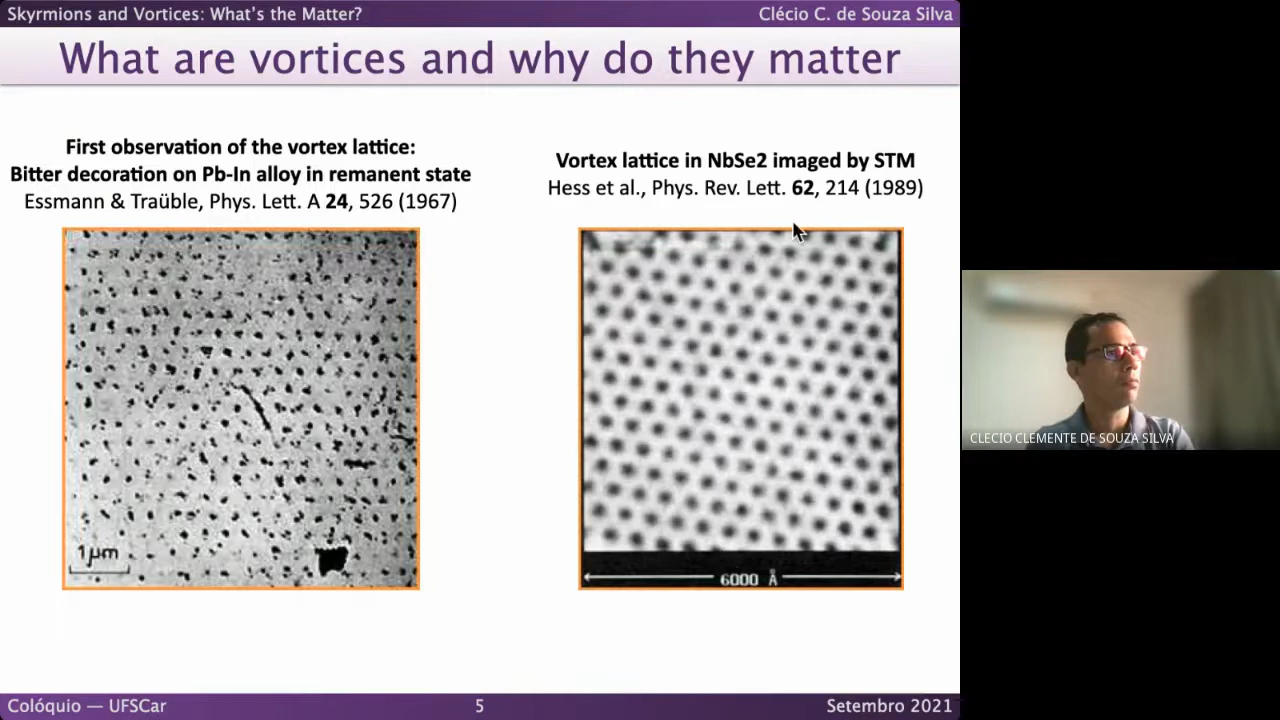 Skyrmions and Vortices: What's the Matter?
Clécio C. de Souza Silva
What are vortices and why do they matter
First observation of the vortex lattice:
Bitter decoration on Pb-In alloy in remanent state
Essmann & Traüble, Phys. Lett. A 24, 526 (1967)
Vortex lattice in NbSe2 imaged by STM
Hess et al., Phys. Rev. Lett. 62, 214 (1989)
1µm
6000 Å
CLECIO CLEMENTE DE SOUZA SILVA
Colóquio — UFSCar
5
Setembro 2021